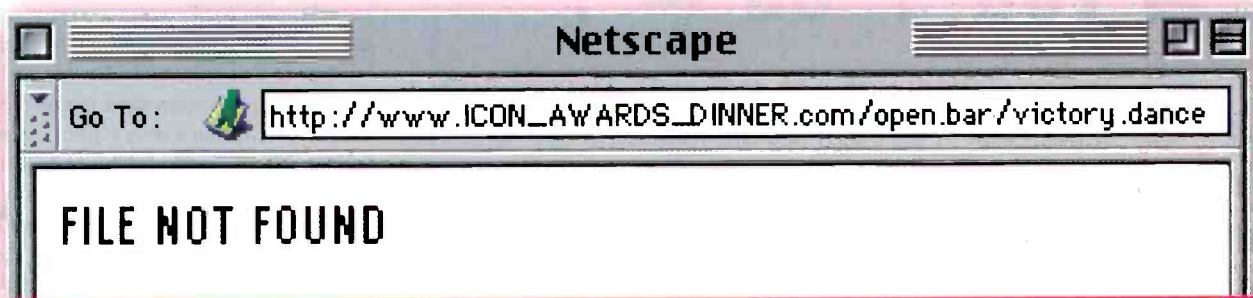 Netscape
Go To: http://www.ICON_AWARDS_DINNER.com/open.bar/victory.dance
FILE NOT FOUND